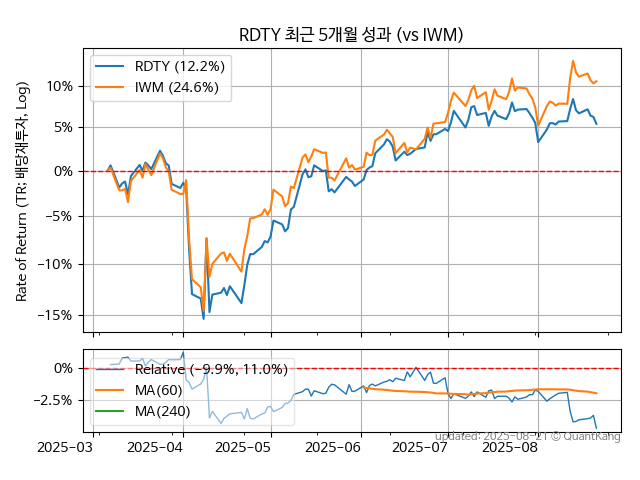 RDTY 최근 5개월 성과 (vs IWM)
Rate of Return (TR: 배당재투자, Log)
RDTY (12.2%)
IWM (24.6%)
10%
5%
0%
−5%
−10%
−15%
Relative (−9.9%, 11.0%)
MA(60)
MA(240)
0%
−2.5%
updated: 2025-08-21 © QuantKang
2025-03
2025-04
2025-05
2025-06
2025-07
2025-08